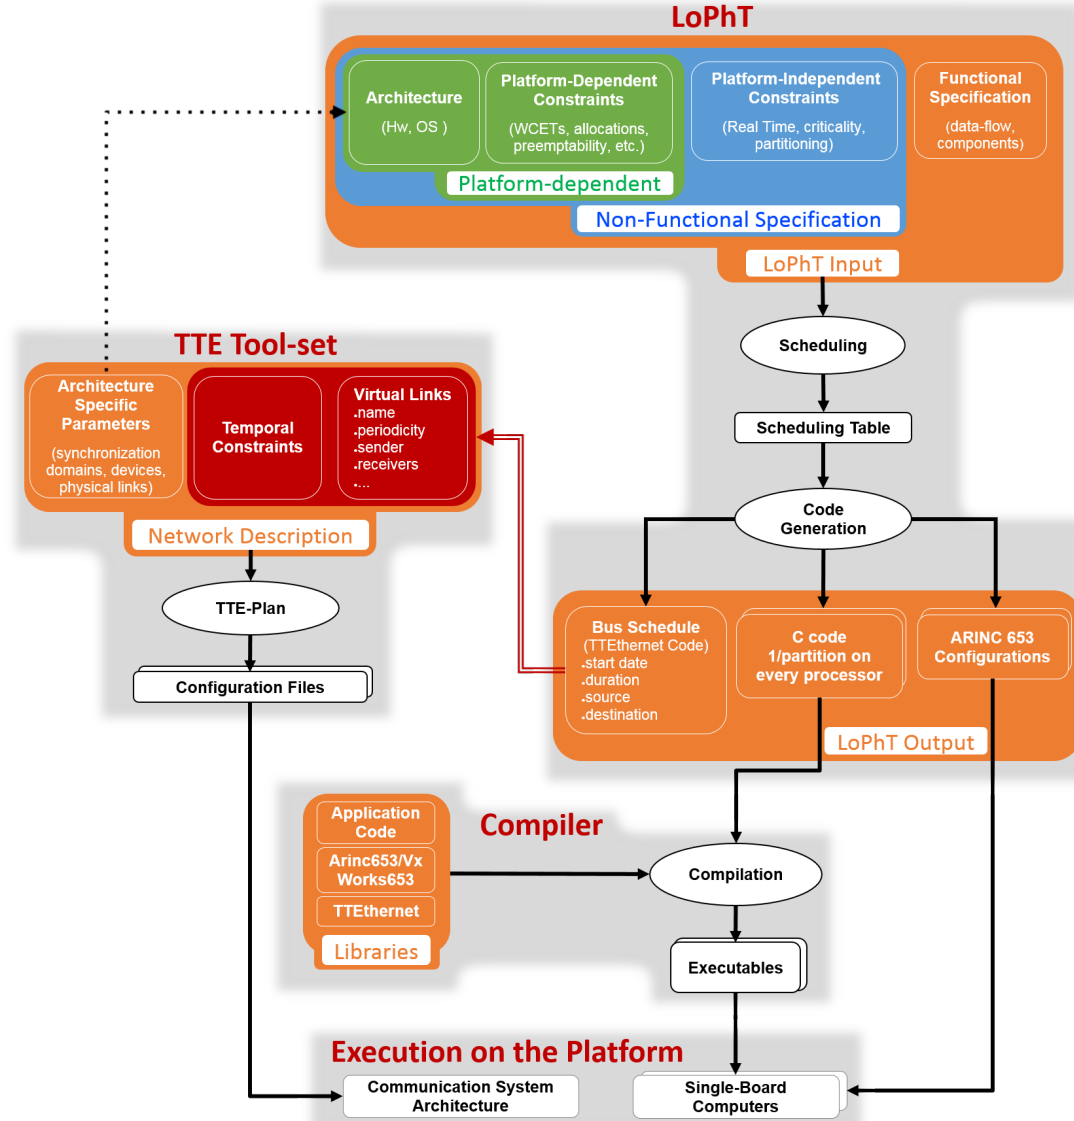 LoPhT
Architecture
(Hw, OS )
Platform-Dependent
Constraints
(WCETs, allocations,
preemptability, etc.)
Platform-Independent
Constraints
(Real Time, criticality,
partitioning)
Functional
Specification
(data-flow,
components)
Platform-dependent
Non-Functional Specification
LoPhT Input
Scheduling
Scheduling Table
Code
Generation
TTE Tool-set
Architecture
Specific
Parameters
(synchronization
domains, devices,
physical links)
Temporal
Constraints
Virtual Links
.name
.periodicity
.sender
.receivers
.…
Network Description
TTE-Plan
Configuration Files
Bus Schedule
(TTEthernet Code)
.start date
.duration
.source
.destination
C code
1/partition on
every processor
ARINC 653
Configurations
LoPhT Output
Compiler
Application
Code
Arinc653/Vx
Works653
TTEthernet
Libraries
Compilation
Executables
Execution on the Platform
Communication System
Architecture
Single-Board
Computers